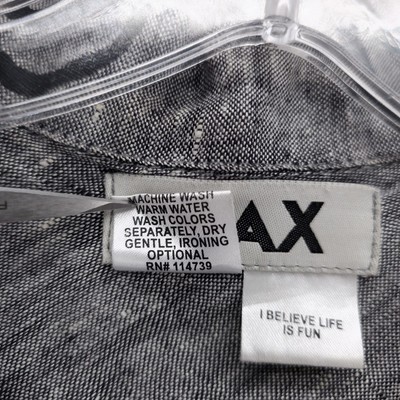 MACHINE WASH
WARM WATER
WASH COLORS
SEPARATELY, DRY
GENTLE, IRONING
OPTIONAL
RN# 114739
AX
I BELIEVE LIFE
IS FUN